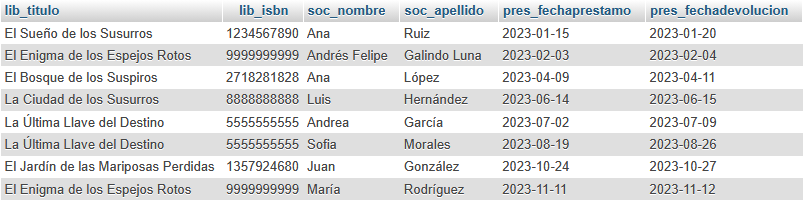 lib_titulo lib_isbn soc_nombre soc_apellido pres_fechaprestamo pres_fechadevolucion
El Sueño de los Susurros 1234567890 Ana Ruiz 2023-01-15 2023-01-20
El Enigma de los Espejos Rotos 9999999999 Andrés Felipe Galindo Luna 2023-02-03 2023-02-04
El Bosque de los Suspiros 2718281828 Ana López 2023-04-09 2023-04-11
La Ciudad de los Susurros 8888888888 Luis Hernández 2023-06-14 2023-06-15
La Última Llave del Destino 5555555555 Andrea García 2023-07-02 2023-07-09
La Última Llave del Destino 5555555555 Sofia Morales 2023-08-19 2023-08-26
El Jardín de las Mariposas Perdidas 1357924680 Juan González 2023-10-24 2023-10-27
El Enigma de los Espejos Rotos 9999999999 María Rodríguez 2023-11-11 2023-11-12